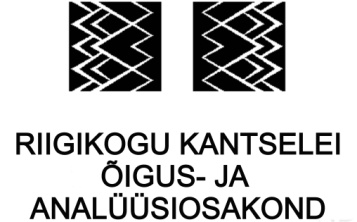 RIIGIKOGU KANTSELEI
ÕIGUS- JA
ANALÜÜSIOSAKOND